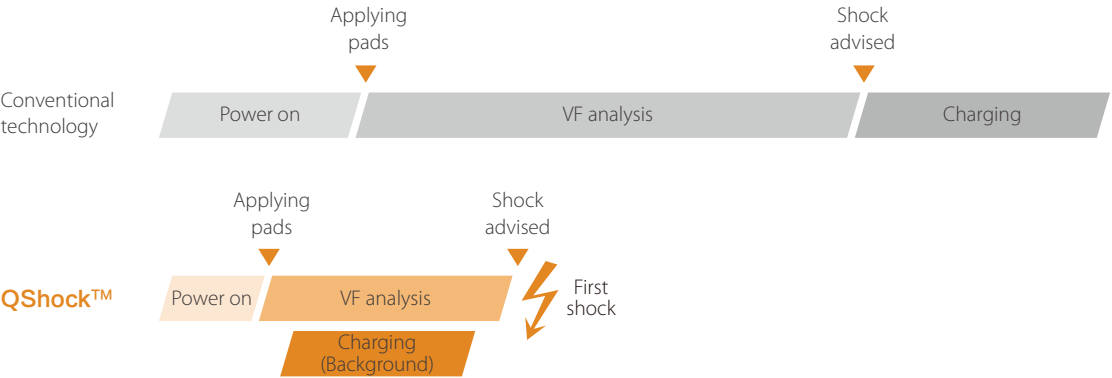 Applying
pads
Shock
advised
Conventional
technology
Power on
VF analysis
Charging
Applying
pads
Shock
advised
QShock™
Power on
VF analysis
First
shock
Charging
(Background)